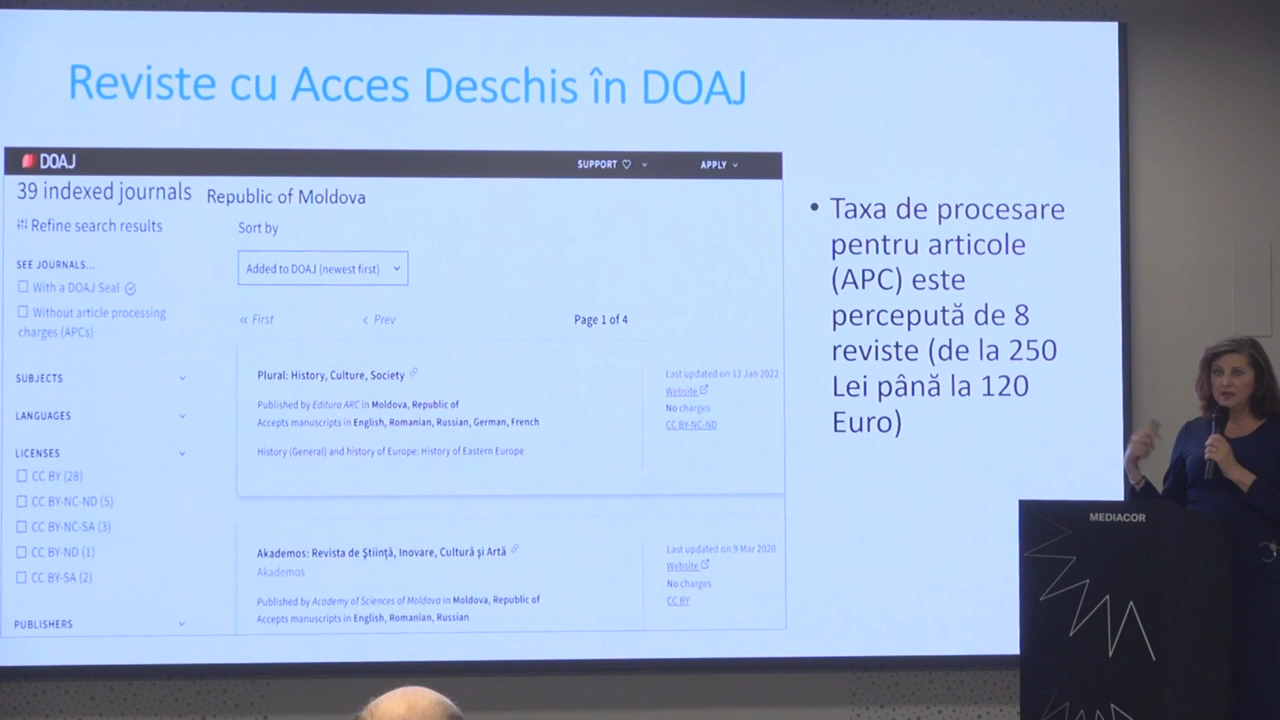 Reviste cu Acces Deschis în DOAJ
DOAJ
SUPPORT
APPLY
39 indexed journals
Republic of Moldova
Refine search results
Sort by
SEE JOURNALS...
Added to DOAJ (newest first)
With a DOAJ Seal
Without article processing
charges (APCs)
« First
< Prev
Page 1 of 4
SUBJECTS
LANGUAGES
LICENSES
CC BY (28)
CC BY-NC-ND (5)
CC BY-NC-SA (3)
CC BY-ND (1)
CC BY-SA (2)
PUBLISHERS
Plural: History, Culture, Society
Published by Editura ARC in Moldova, Republic of
Accepts manuscripts in English, Romanian, Russian, German, French
History (General) and history of Europe: History of Eastern Europe
Last updated on 13 Jan 2022
Website
No charges
CC BY-NC-ND
Akademos: Revista de Ştiinţă, Inovare, Cultură şi Artă
Akademos
Published by Academy of Sciences of Moldova in Moldova, Republic of
Accepts manuscripts in English, Romanian, Russian
Last updated on 9 Mar 2020
Website
No charges
CC BY
• Taxa de procesare
pentru articole
(APC) este
percepută de 8
reviste (de la 250
Lei până la 120
Euro)
MEDIACOR